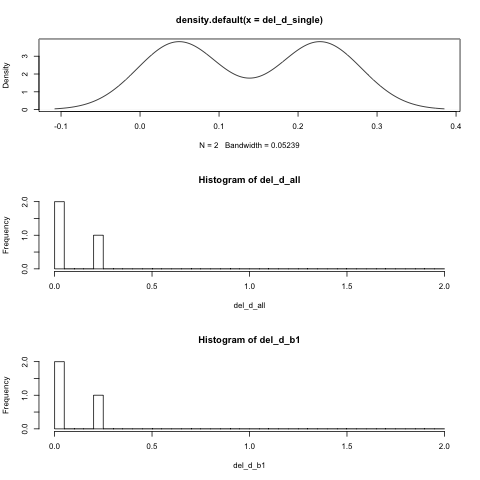 density.default(x = del_d_single)
Density
3
2
1
0
-0.1 0.0 0.1 0.2 0.3 0.4
N = 2 Bandwidth = 0.05239
Histogram of del_d_all
Frequency
2.0
1.0
0.0
0.0 0.5 1.0 1.5 2.0
del_d_all
Histogram of del_d_b1
Frequency
2.0
1.0
0.0
0.0 0.5 1.0 1.5 2.0
del_d_b1